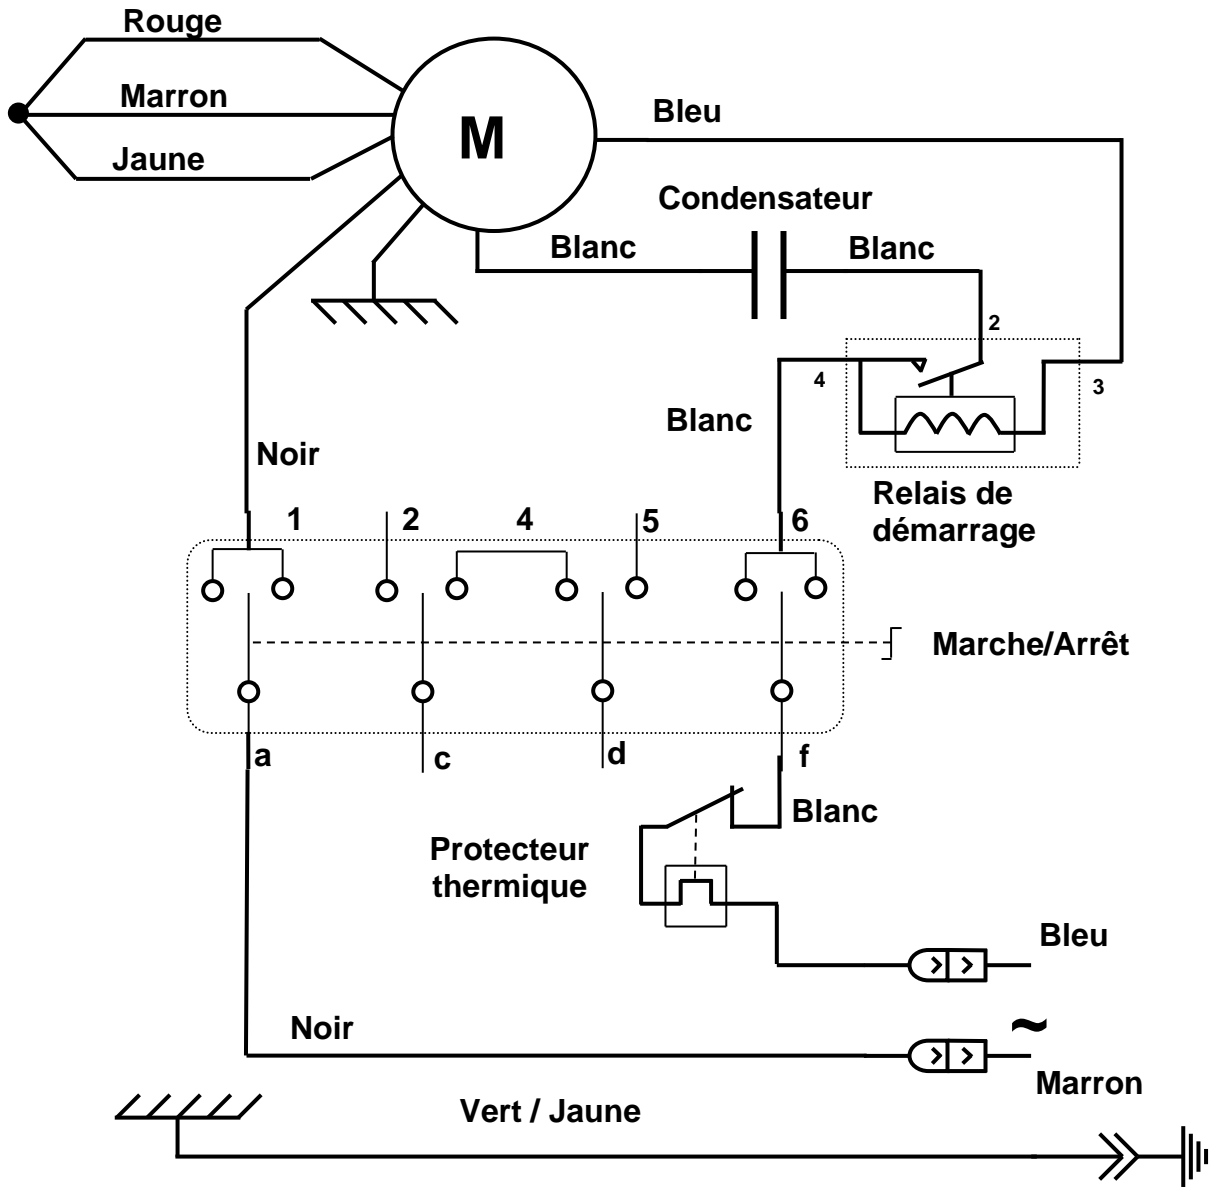 Rouge
Marron
Bleu
M
Jaune
Condensateur
Blanc
Blanc
2
4
3
Blanc
Noir
Relais de
démarrage
1
2
4
5
6
Marche/Arrêt
a
c
d
f
Blanc
Protecteur
thermique
Bleu
Noir
~
Marron
Vert / Jaune